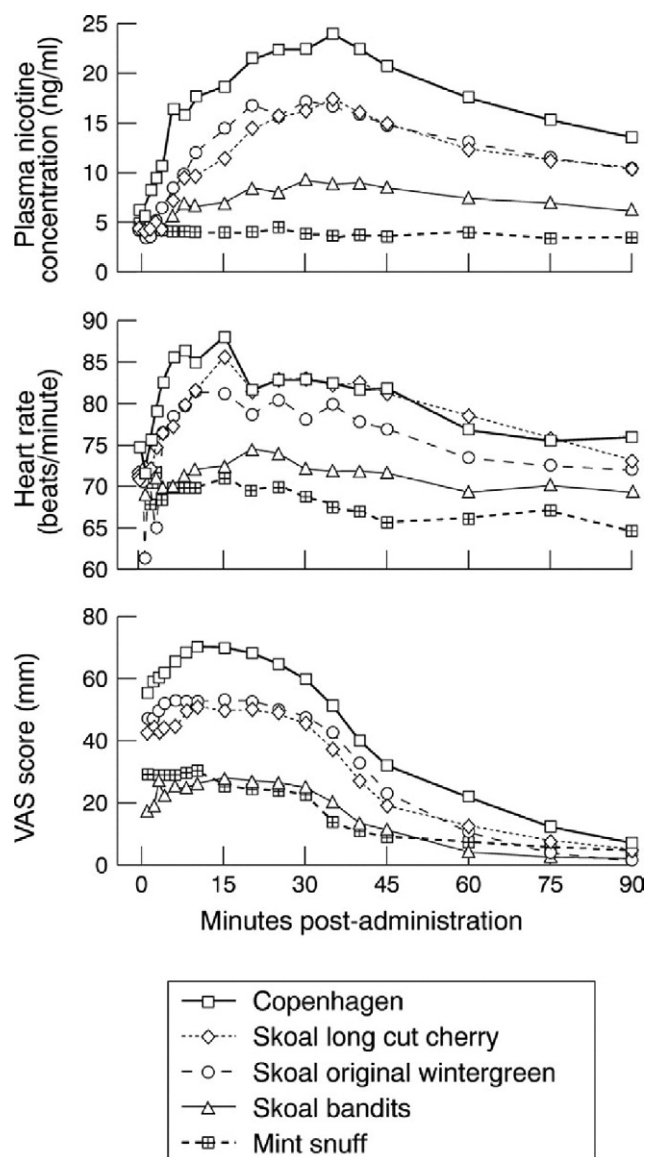 25
20
15
10
5
0
Plasma nicotine
concentration (ng/ml)
90
85
80
75
70
65
60
Heart rate
(beats/minute)
80
60
40
20
0
VAS score (mm)
0 15 30 45 60 75 90
Minutes post-administration
Copenhagen
Skoal long cut cherry
Skoal original wintergreen
Skoal bandits
Mint snuff